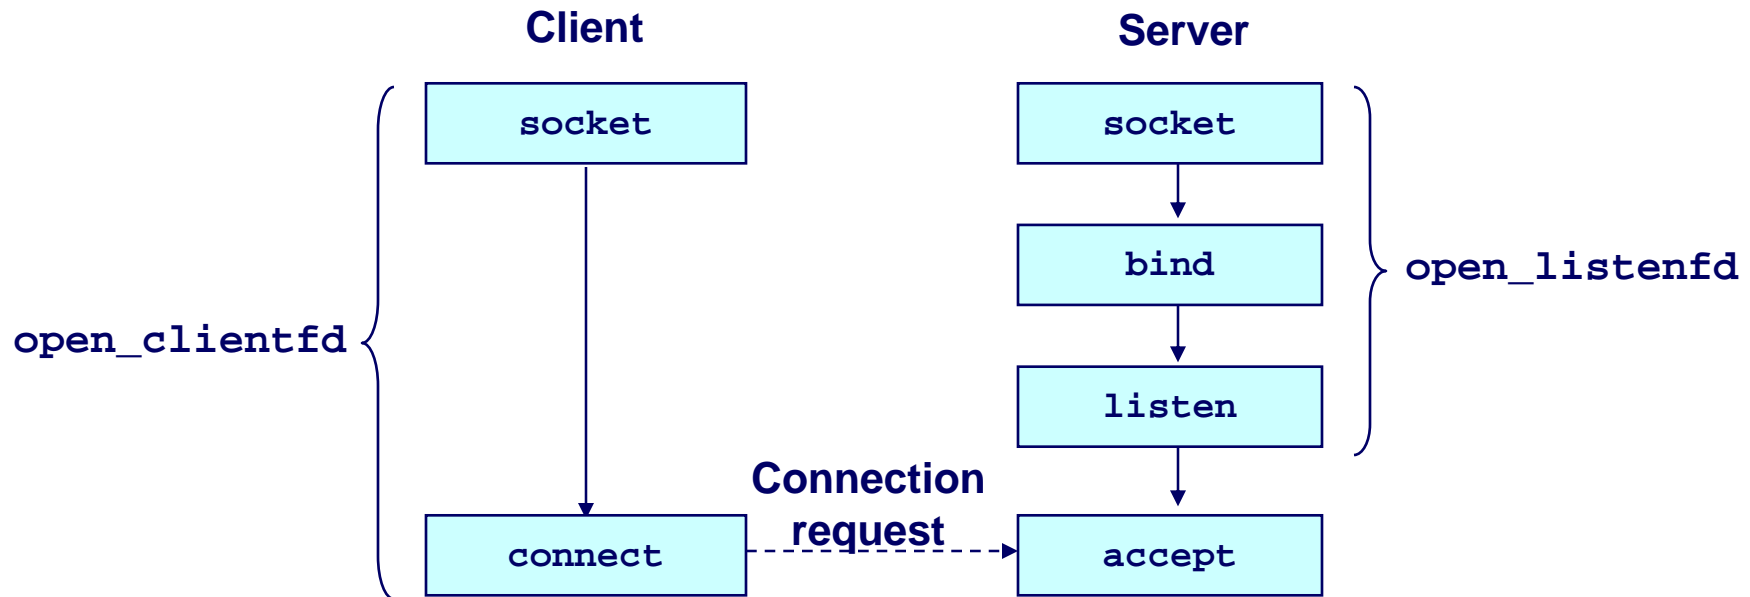 Client
Server
socket
socket
bind
open_listenfd
open_clientfd
listen
Connection
request
connect
accept